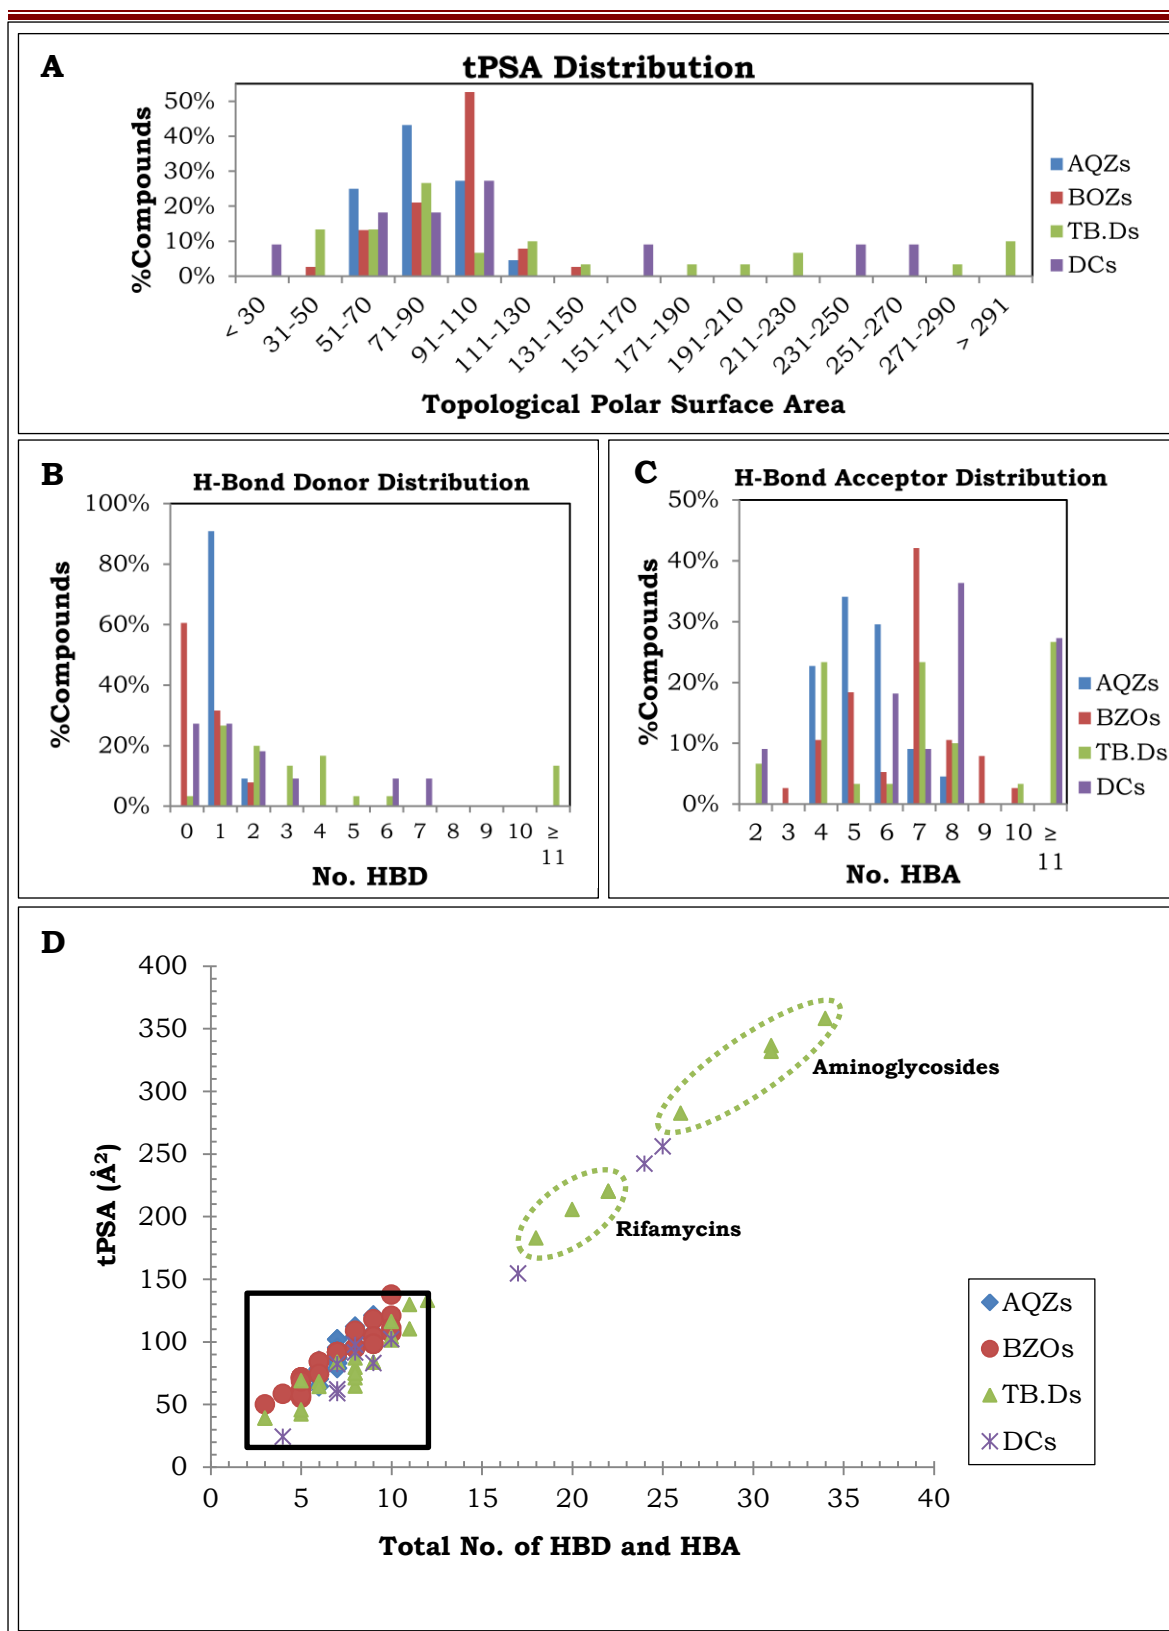 A
tPSA Distribution
%Compounds
50%
40%
30%
20%
10%
0%
< 30
31-50
51-70
71-90
91-110
111-130
131-150
151-170
171-190
191-210
211-230
231-250
251-270
271-290
> 291
Topological Polar Surface Area
AQZs
BOZs
TB.Ds
DCs
B
H-Bond Donor Distribution
%Compounds
100%
80%
60%
40%
20%
0%
0 1 2 3 4 5 6 7 8 9 10 ≥
11
No. HBD
C
H-Bond Acceptor Distribution
%Compounds
50%
40%
30%
20%
10%
0%
2 3 4 5 6 7 8 9 10 ≥
11
No. HBA
AQZs
BZOs
TB.Ds
DCs
D
tPSA (Å²)
400
350
300
250
200
150
100
50
0
Aminoglycosides
Rifamycins
0 5 10 15 20 25 30 35 40
Total No. of HBD and HBA
AQZs
BZOs
TB.Ds
DCs